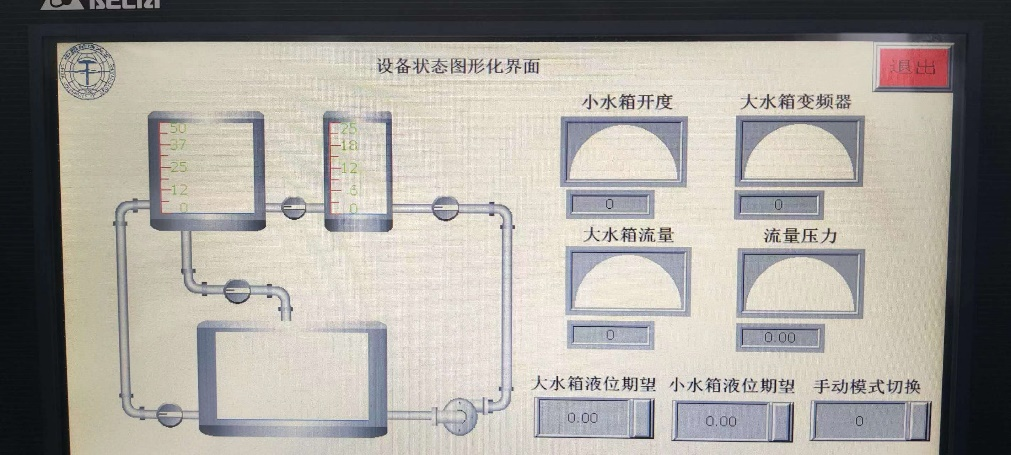 设备状态图形化界面
退出
小水箱开度
大水箱变频器
50
37
25
12
0
25
18
12
6
0
0
0
大水箱流量
流量压力
0
0.00
大水箱液位期望
小水箱液位期望
手动模式切换
0.00
0.00
0